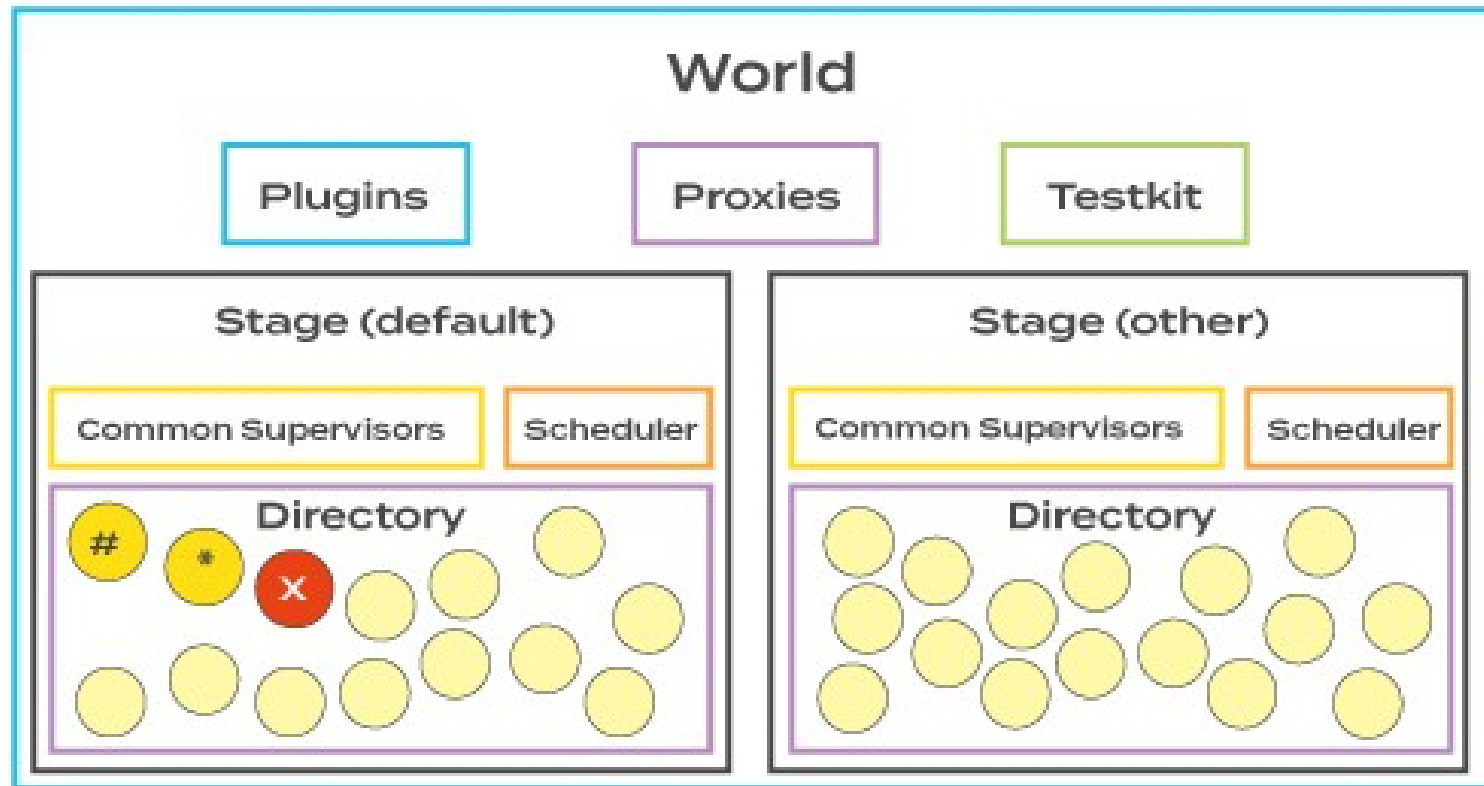 World
Plugins Proxies Testkit
Stage (default) Stage (other)
Common Supervisors Scheduler Common Supervisors Scheduler
Directory Directory
# * X